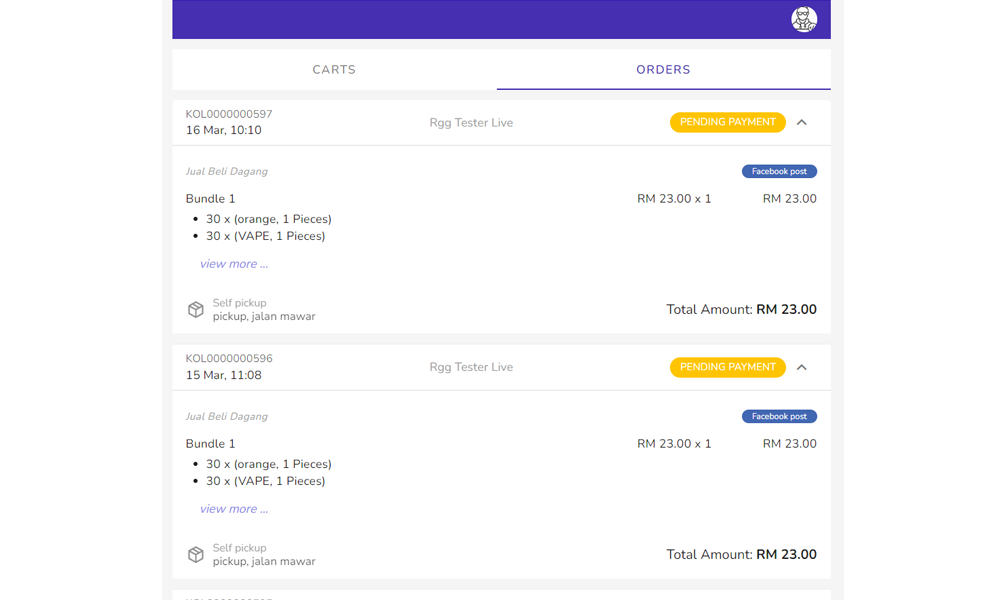 CARTS ORDERS
KOL0000000597
16 Mar, 10:10
Rgg Tester Live
PENDING PAYMENT
Jual Beli Dagang
Facebook post
Bundle 1 RM 23.00 x 1 RM 23.00
• 30 x (orange, 1 Pieces)
• 30 x (VAPE, 1 Pieces)
view more ...
Self pickup
pickup, jalan mawar
Total Amount: RM 23.00
KOL0000000596
15 Mar, 11:08
Rgg Tester Live
PENDING PAYMENT
Jual Beli Dagang
Facebook post
Bundle 1 RM 23.00 x 1 RM 23.00
• 30 x (orange, 1 Pieces)
• 30 x (VAPE, 1 Pieces)
view more ...
Self pickup
pickup, jalan mawar
Total Amount: RM 23.00